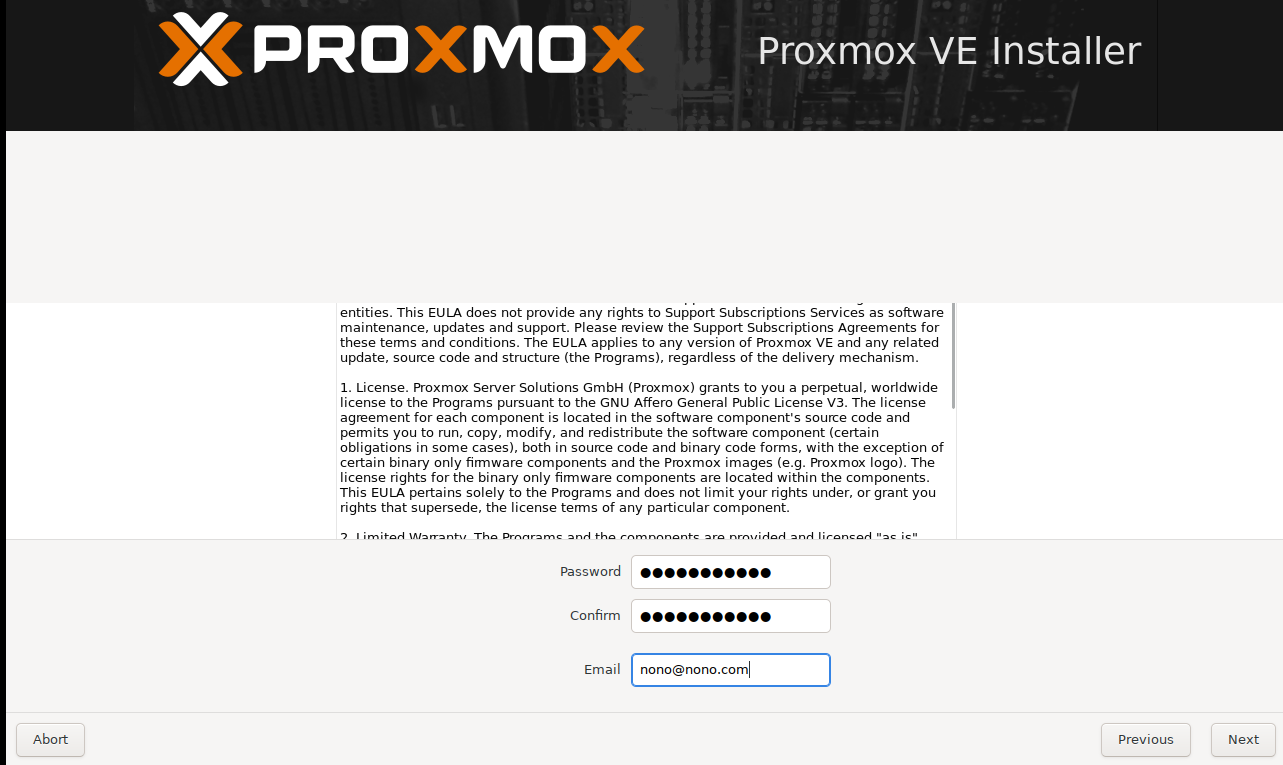 PROXMOX
Proxmox VE Installer
entities. This EULA does not provide any rights to Support Subscriptions Services as software
maintenance, updates and support. Please review the Support Subscriptions Agreements for
these terms and conditions. The EULA applies to any version of Proxmox VE and any related
update, source code and structure (the Programs), regardless of the delivery mechanism.
1. License. Proxmox Server Solutions GmbH (Proxmox) grants to you a perpetual, worldwide
license to the Programs pursuant to the GNU Affero General Public License V3. The license
agreement for each component is located in the software component's source code and
permits you to run, copy, modify, and redistribute the software component (certain
obligations in some cases), both in source code and binary code forms, with the exception of
certain binary only firmware components and the Proxmox images (e.g. Proxmox logo). The
license rights for the binary only firmware components are located within the components.
This EULA pertains solely to the Programs and does not limit your rights under, or grant you
rights that supersede, the license terms of any particular component.
2. Limited Warranty. The Programs and the components are provided and licensed "as is"
Password ●●●●●●●●●●●
Confirm ●●●●●●●●●●●
Email nono@nono.com
Abort Previous Next